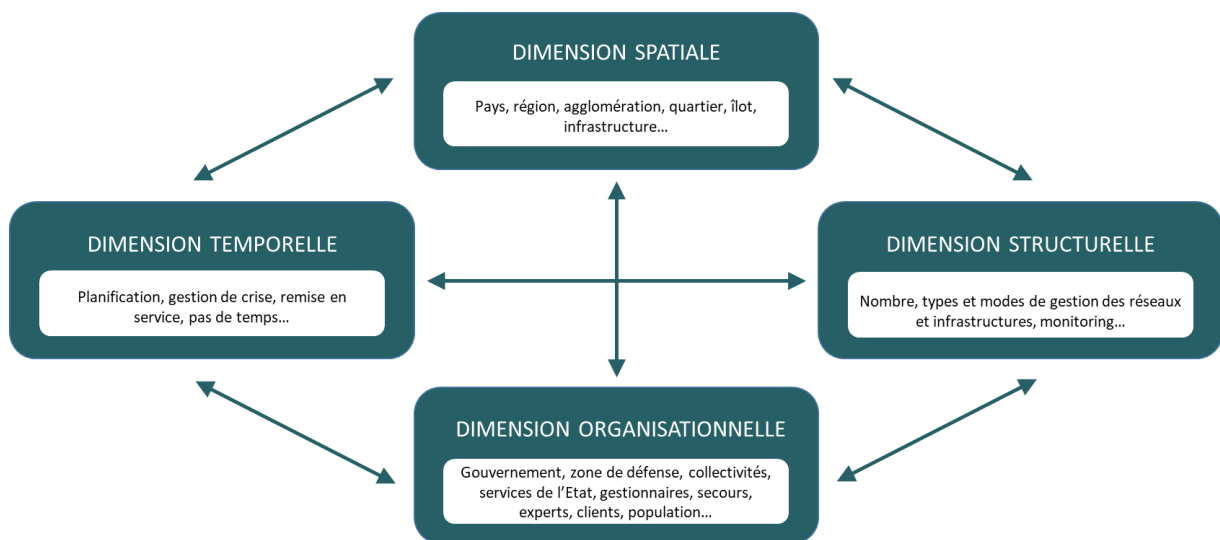 DIMENSION SPATIALE
Pays, région, agglomération, quartier, îlot,
infrastructure...
DIMENSION TEMPORELLE
Planification, gestion de crise, remise en
service, pas de temps...
DIMENSION STRUCTURELLE
Nombre, types et modes de gestion des réseaux
et infrastructures, monitoring...
DIMENSION ORGANISATIONNELLE
Gouvernement, zone de défense, collectivités,
services de l'Etat, gestionnaires, secours,
experts, clients, population...